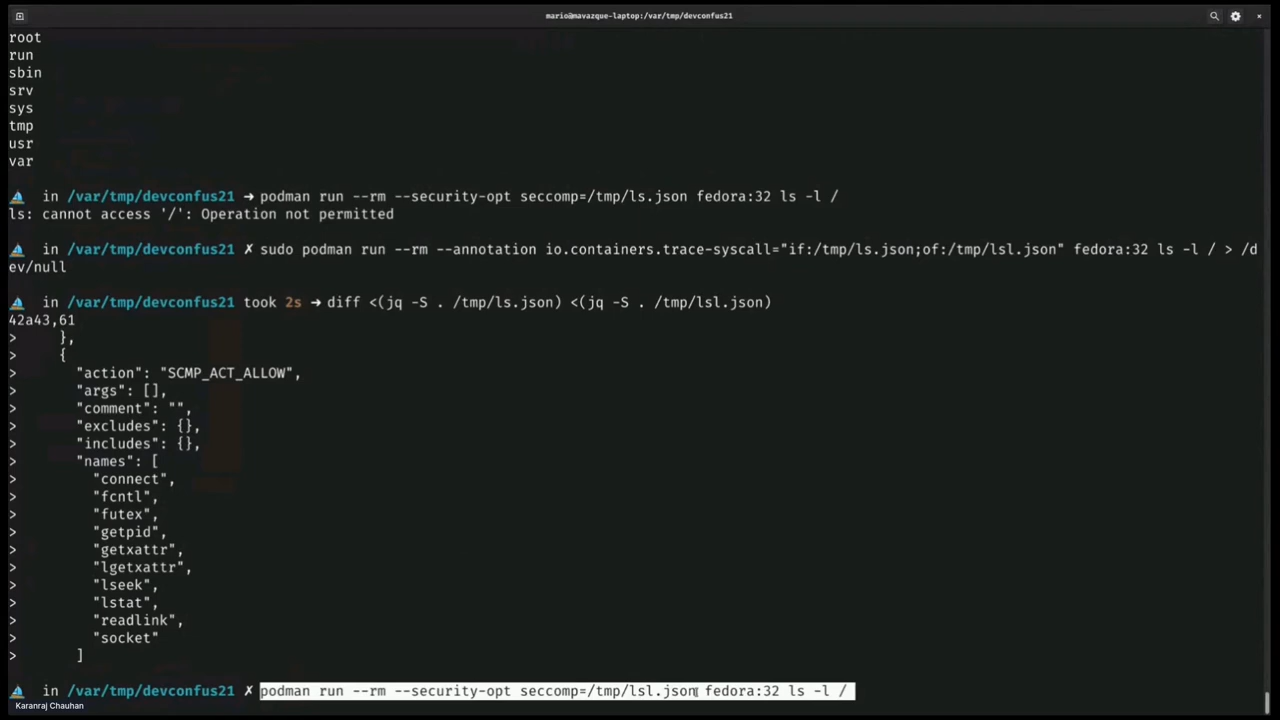 mario@mavazque-laptop:/var/tmp/devconfus21
root
run
sbin
srv
sys
tmp
usr
var
in /var/tmp/devconfus21 ➜ podman run --rm --security-opt seccomp=/tmp/ls.json fedora:32 ls -l /
ls: cannot access '/': Operation not permitted
in /var/tmp/devconfus21 ✗ sudo podman run --rm --annotation io.containers.trace-syscall="if:/tmp/ls.json;of:/tmp/lsl.json" fedora:32 ls -l / > /d
ev/null
in /var/tmp/devconfus21 took 2s ➜ diff <(jq -S . /tmp/ls.json) <(jq -S . /tmp/lsl.json)
42a43,61
>     },
>     {
>       "action": "SCMP_ACT_ALLOW",
>       "args": [],
>       "comment": "",
>       "excludes": {},
>       "includes": {},
>       "names": [
>         "connect",
>         "fcntl",
>         "futex",
>         "getpid",
>         "getxattr",
>         "lgetxattr",
>         "lseek",
>         "lstat",
>         "readlink",
>         "socket"
>       ]
in /var/tmp/devconfus21 ✗ podman run --rm --security-opt seccomp=/tmp/lsl.json fedora:32 ls -l /
Karanraj Chauhan